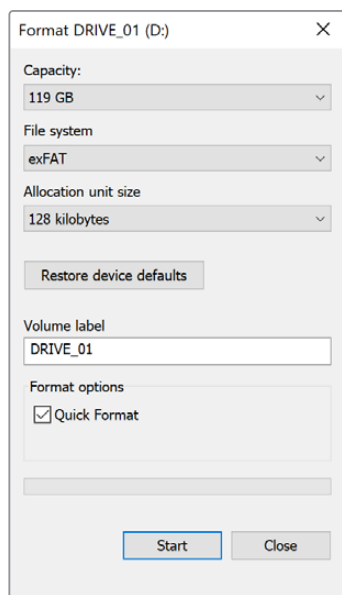 Format DRIVE_01 (D:)
Capacity:
119 GB
File system
exFAT
Allocation unit size
128 kilobytes
Restore device defaults
Volume label
DRIVE_01
Format options
Quick Format
Start Close